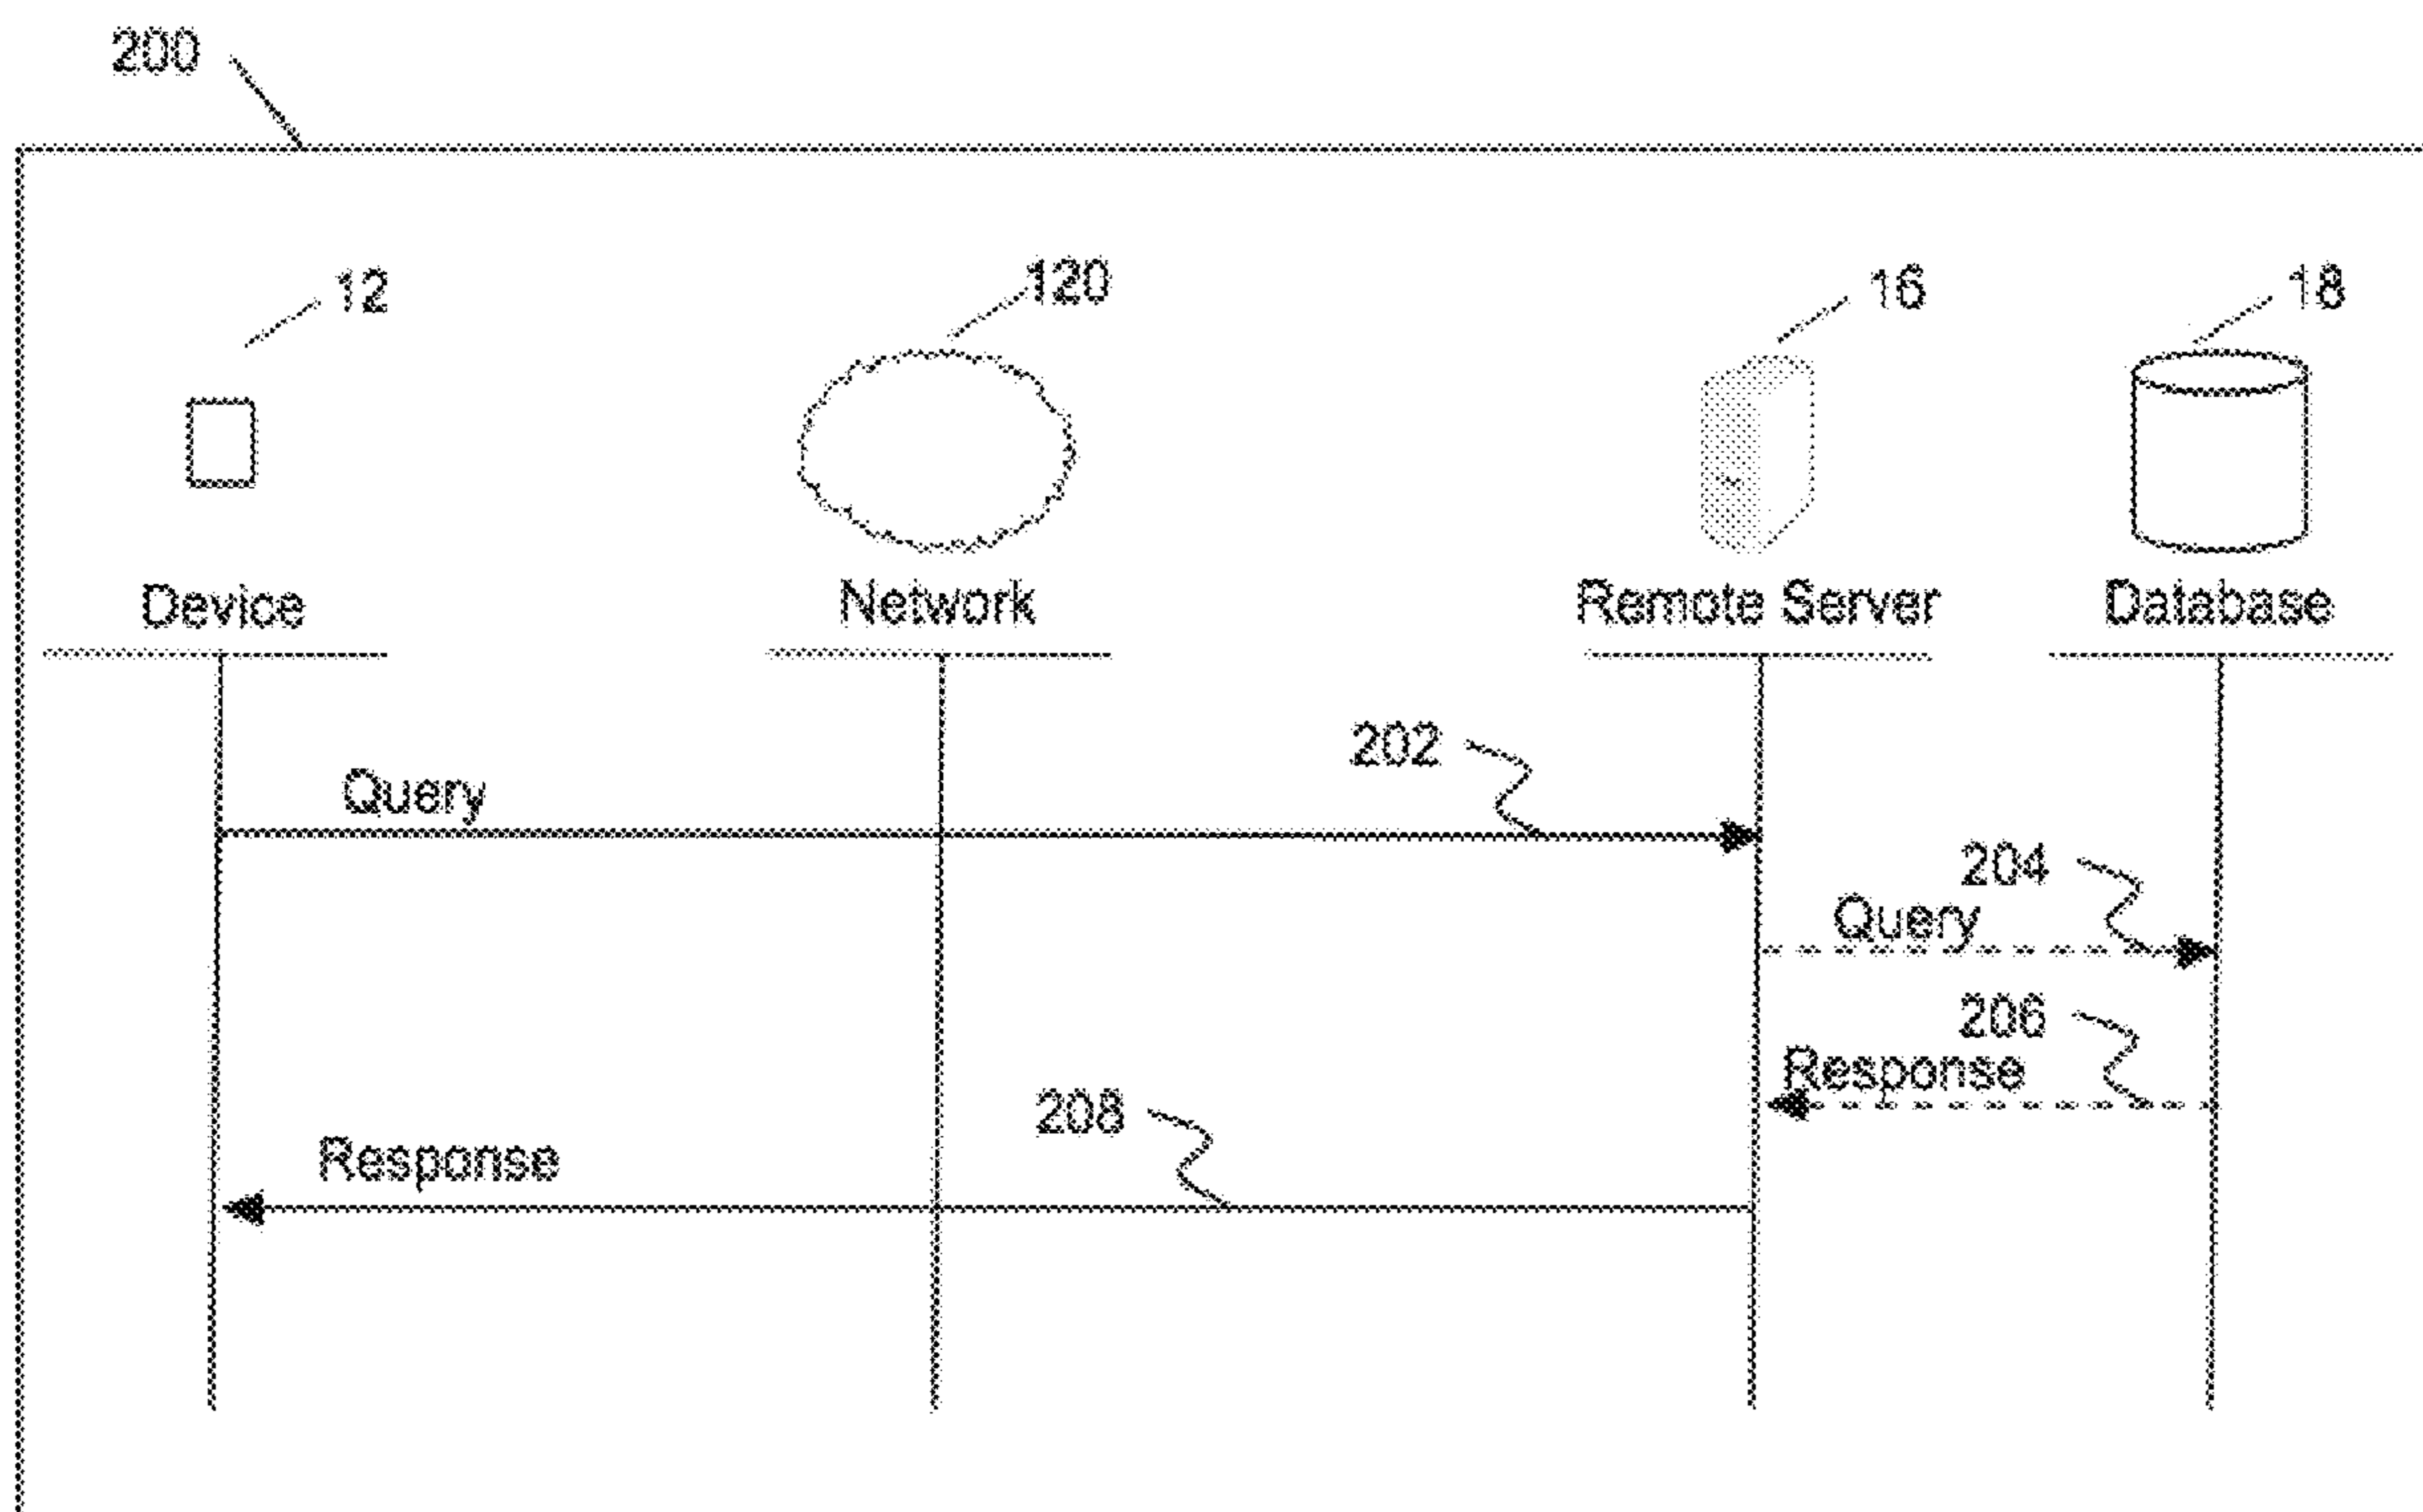 200
12
120
16
18
Device
Network
Remote Server
Database
202
Query
204
Query
206
Response
208
Response